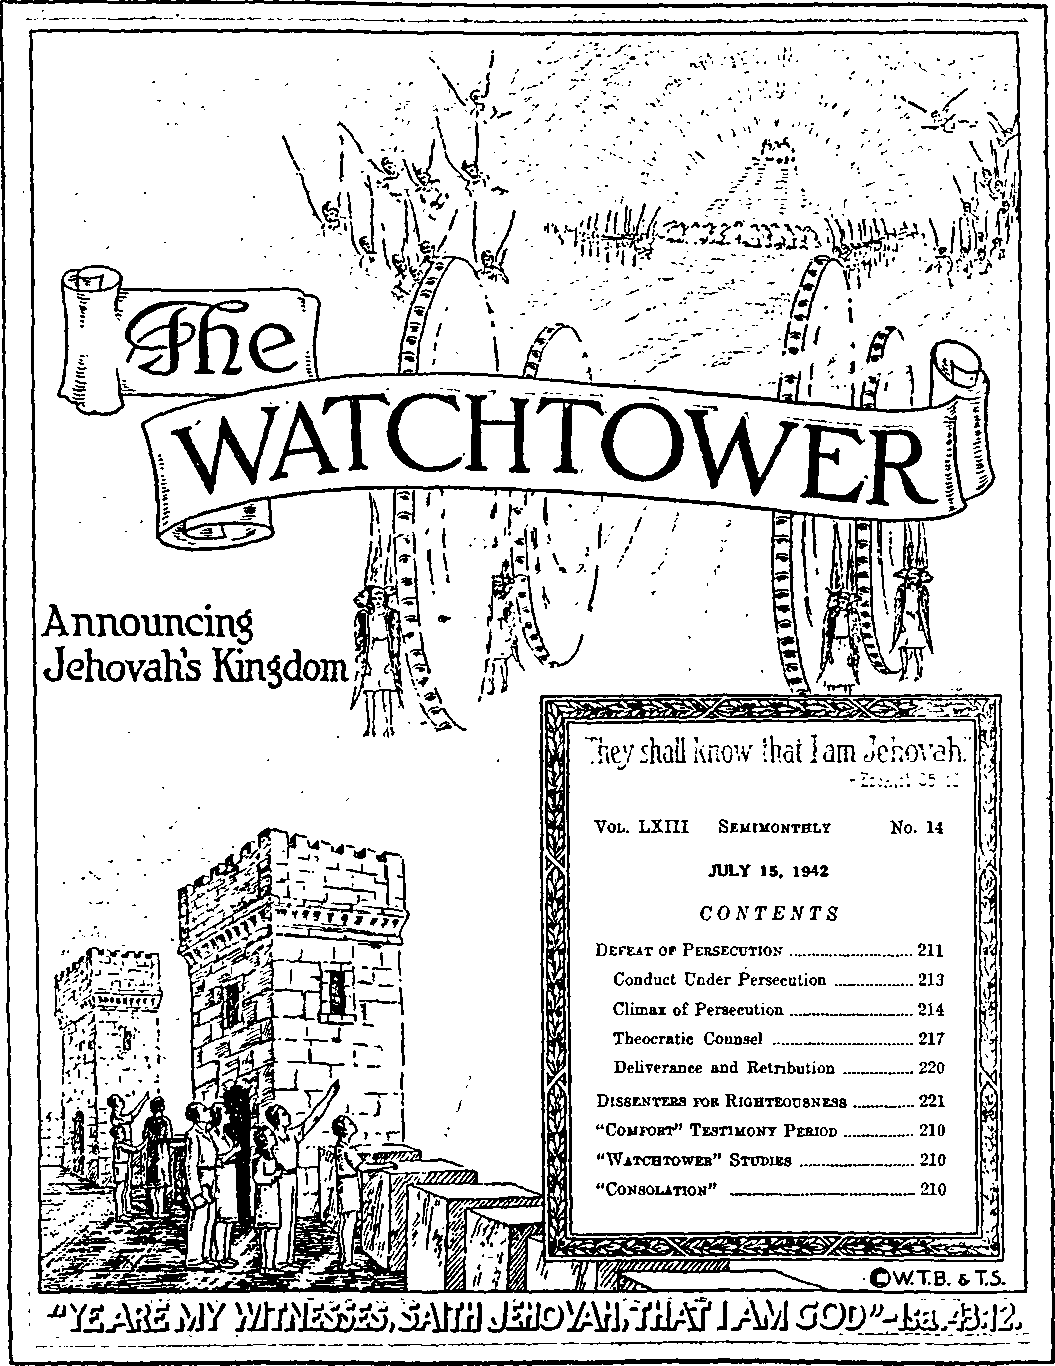 The
WATCHTOWER
Announcing
Jehovah's Kingdom
"They shall know that I am Jehovah."
VOL. LXIII SEMIMONTHLY No. 14
JULY 15, 1942
CONTENTS
DEFEAT OF PERSECUTION ............................ 211
Conduct Under Persecution .................. 213
Climax of Persecution ............................ 214
Theocratic Counsel ................................ 217
Deliverance and Retribution ................ 220
DISSENTERS FOR RIGHTEOUSNESS .............. 221
"COMFORT" TESTIMONY PERIOD ................ 210
"WATCHTOWER" STUDIES .......................... 210
"CONSOLATION" .......................................... 210
©W.T.B. & T.S.
"YE ARE MY WITNESSES, SAITH JEHOVAH, THAT I AM GOD"-Isa. 43:12.